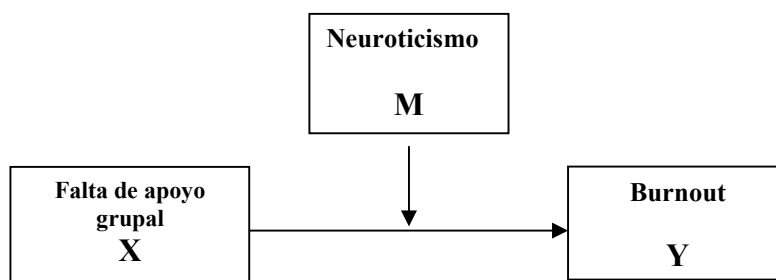 Neuroticismo
M
Falta de apoyo
grupal
X
Burnout
Y